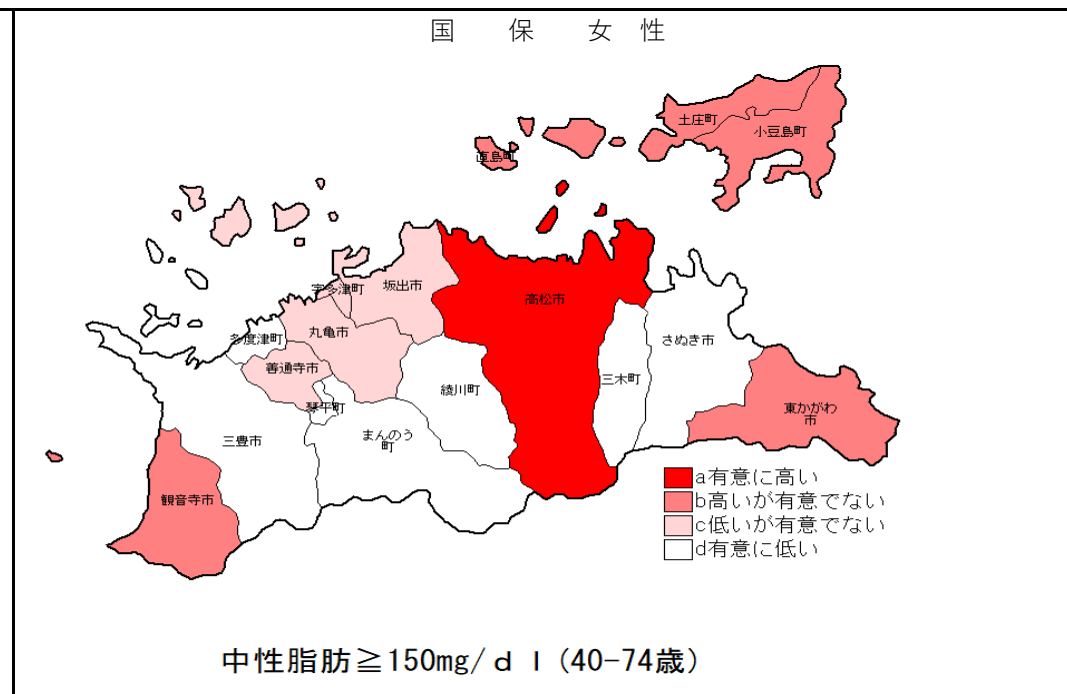 国 保 女 性
土庄町
小豆島町
直島町
宇多津町
坂出市
高松市
多度津町
丸亀市
さぬき市
善通寺市
綾川町
三木町
琴平町
東かがわ
市
三豊市
まんのう
町
観音寺市
a有意に高い
b高いが有意でない
c低いが有意でない
d有意に低い
中性脂肪≧150mg/ｄｌ(40-74歳)